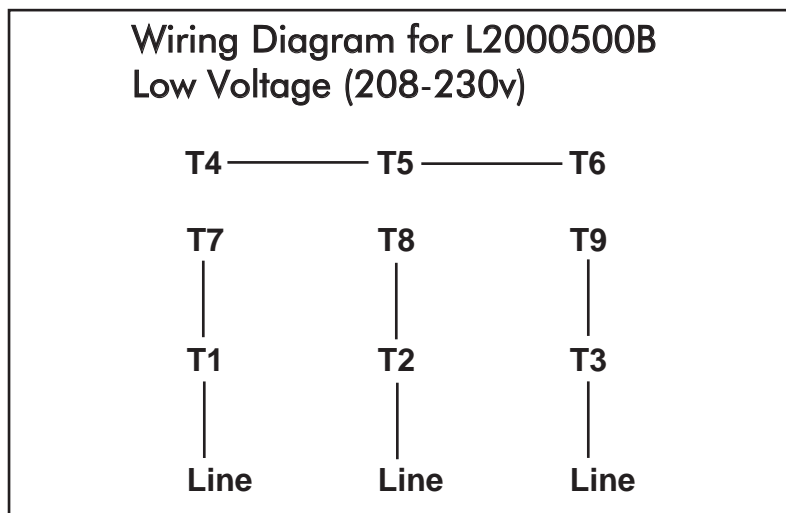 Wiring Diagram for L2000500B
Low Voltage (208-230v)
T4 T5 T6
T7 T8 T9
T1 T2 T3
Line Line Line